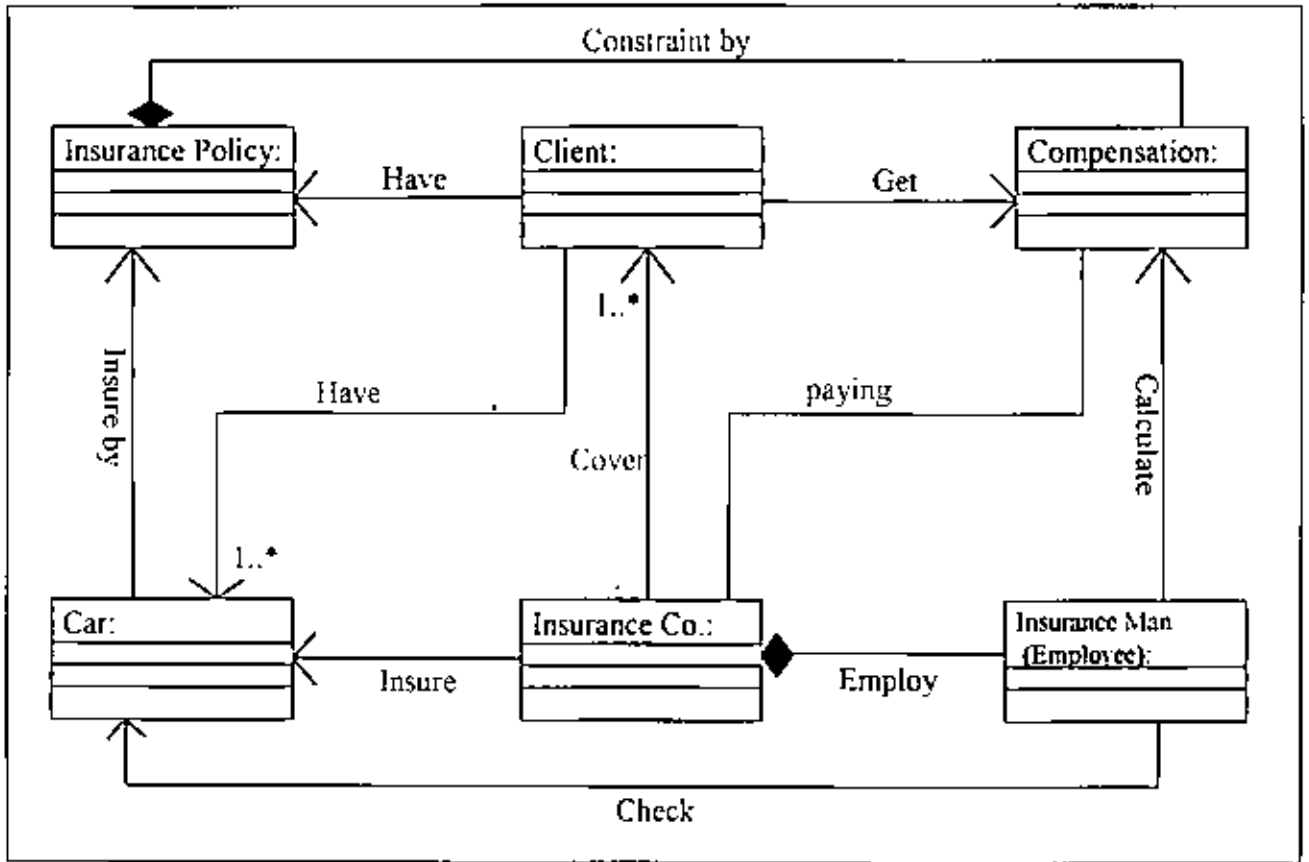 Constraint by
Insurance Policy:
Client:
Compensation:
Have
Get
1..*
Insure by
Have
paying
Calculate
Cover
1..*
Car:
Insurance Co.:
Insurance Man
(Employee):
Insure
Employ
Check